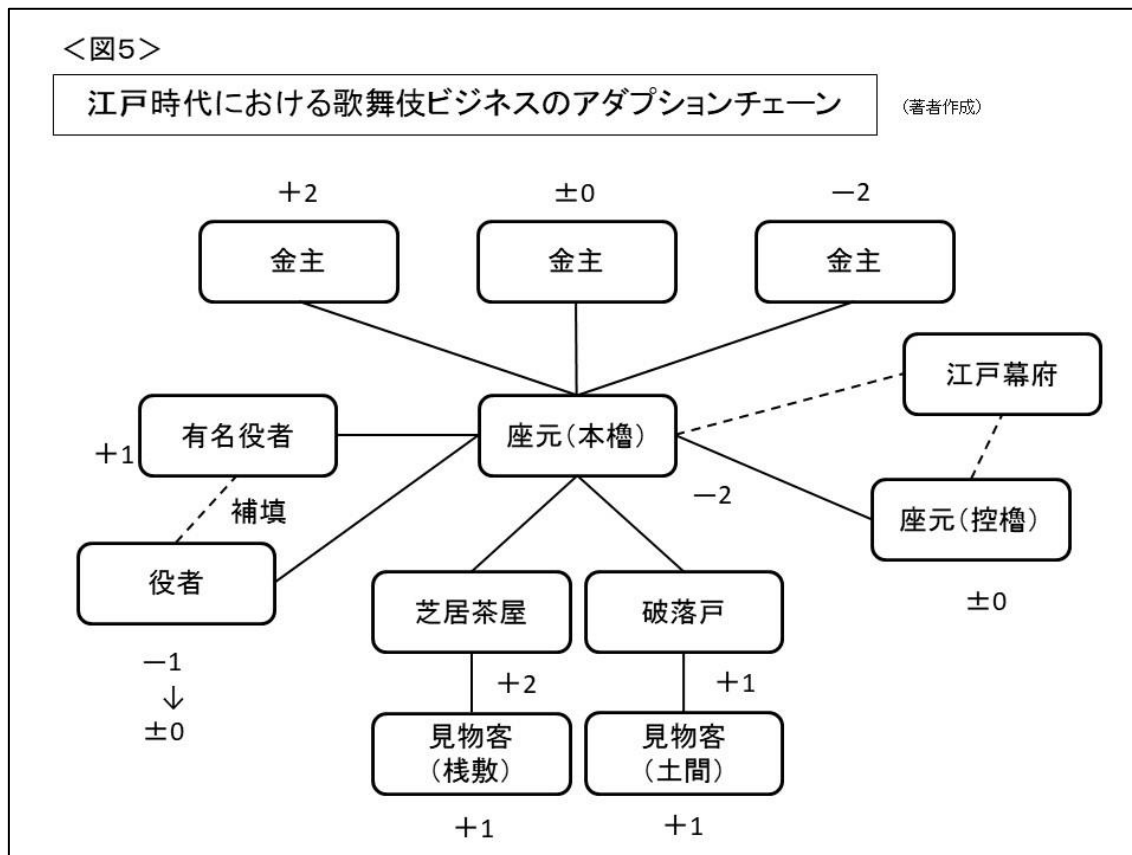 <図5>
江戸時代における歌舞伎ビジネスのアダプションチェーン
(著者作成)
+2
±0
−2
金主
金主
金主
江戸幕府
有名役者
座元(本櫓)
+1
補填
−2
座元(控櫓)
役者
芝居茶屋
破落戸
±0
−1
↓
±0
+2
+1
見物客
(桟敷)
見物客
(土間)
+1
+1